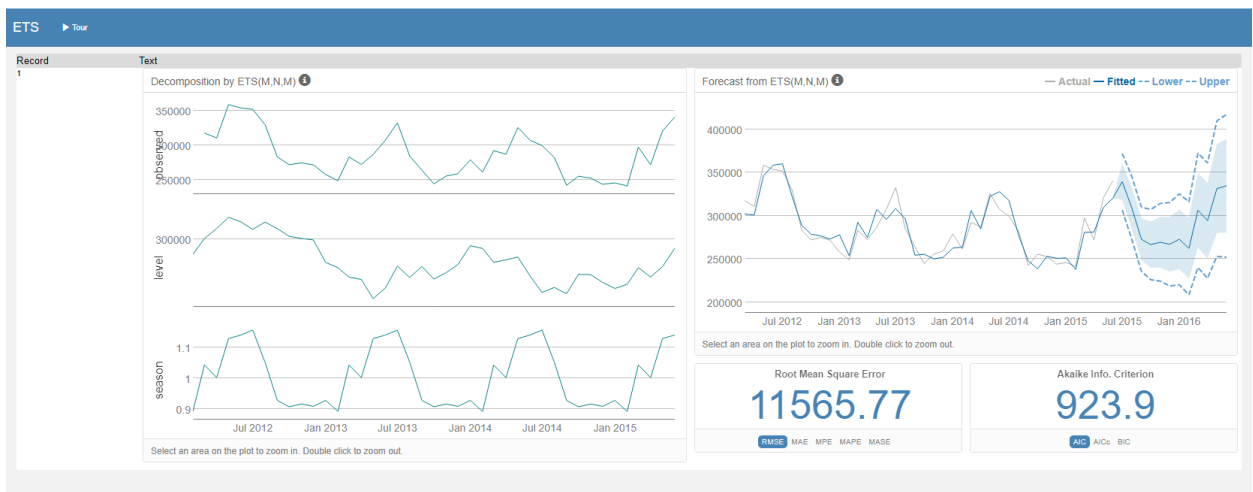 ETS ▶ Tour
Record Text
1
Decomposition by ETS(M,N,M)
350000
300000
250000
observed
300000
level
1.1
1
0.9
season
Jul 2012 Jan 2013 Jul 2013 Jan 2014 Jul 2014 Jan 2015
Select an area on the plot to zoom in. Double click to zoom out.
Forecast from ETS(M,N,M)
— Actual — Fitted -- Lower -- Upper
400000
350000
300000
250000
200000
Jul 2012 Jan 2013 Jul 2013 Jan 2014 Jul 2014 Jan 2015 Jul 2015 Jan 2016
Select an area on the plot to zoom in. Double click to zoom out.
Root Mean Square Error
11565.77
RMSE MAE MPE MAPE MASE
Akaike Info. Criterion
923.9
AIC AICc BIC